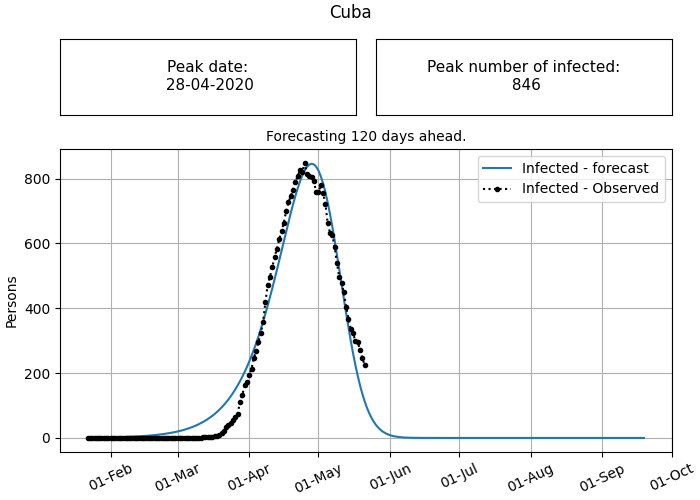 Cuba
Peak date:
28-04-2020
Peak number of infected:
846
Forecasting 120 days ahead.
Infected - forecast
Infected - Observed
Persons
800
600
400
200
0
01-Feb
01-Mar
01-Apr
01-May
01-Jun
01-Jul
01-Aug
01-Sep
01-Oct